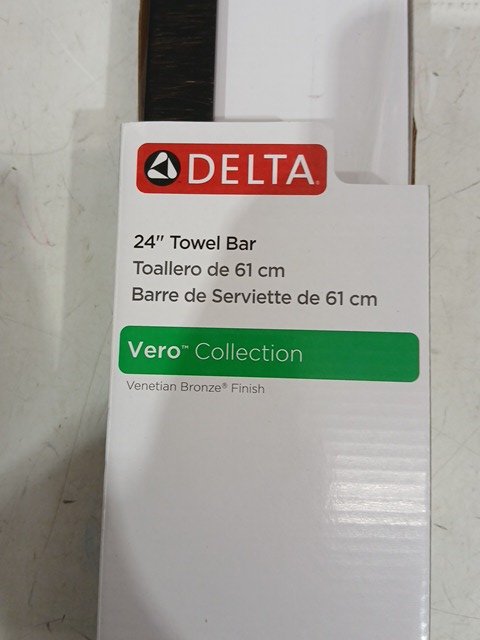 DELTA®
24" Towel Bar
Toallero de 61 cm
Barre de Serviette de 61 cm
Vero™ Collection
Venetian Bronze® Finish